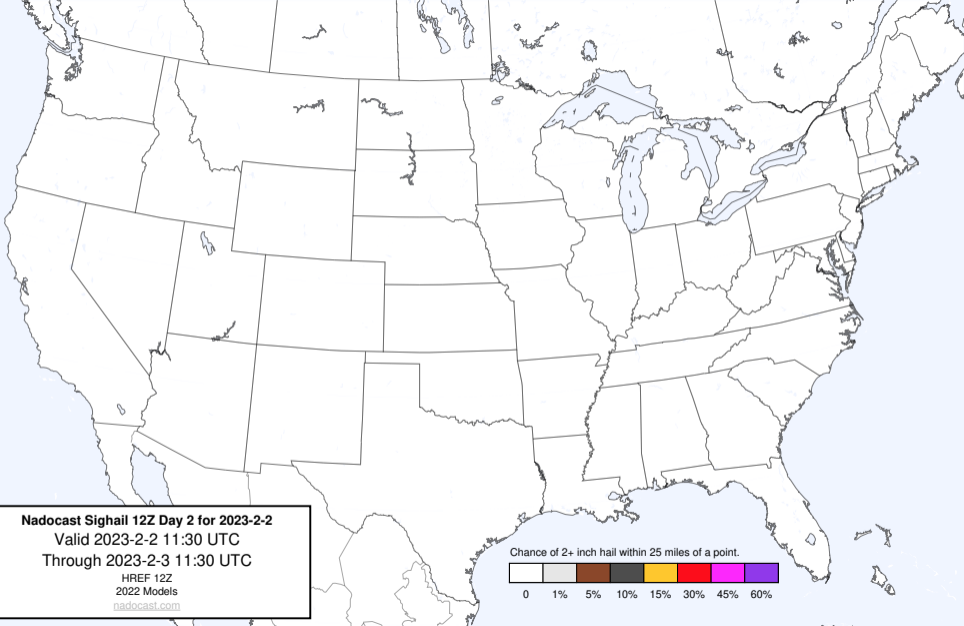 Nadocast Sighail 12Z Day 2 for 2023-2-2
Valid 2023-2-2 11:30 UTC
Through 2023-2-3 11:30 UTC
HREF 12Z
2022 Models
nadocast.com
Chance of 2+ inch hail within 25 miles of a point.
0 1% 5% 10% 15% 30% 45% 60%